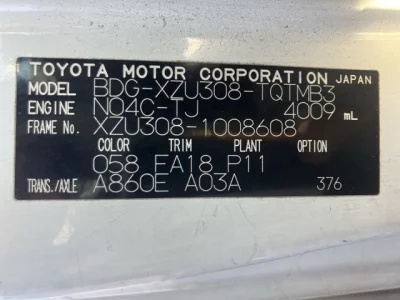 TOYOTA MOTOR CORPORATION JAPAN
MODEL BDG-XZU308-TQTMB3
ENGINE N04C-TJ 4009 mL
FRAME No. XZU308-1008608
COLOR TRIM PLANT OPTION
058 FA18 P11
TRANS./AXLE A860E A03A 376